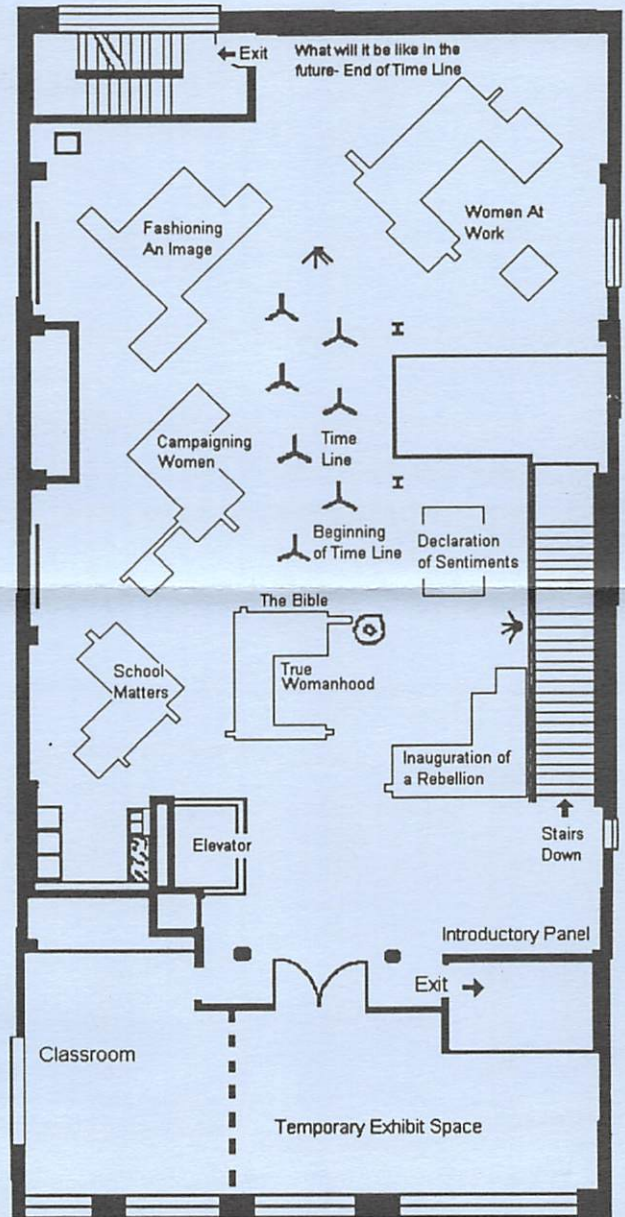 Exit
What will it be like in the
future- End of Time Line
Fashioning
An Image
Women At
Work
Campaigning
Women
Time
Line
Beginning
of Time Line
Declaration
of Sentiments
The Bible
School
Matters
True
Womanhood
Inauguration of
a Rebellion
Elevator
Stairs
Down
Introductory Panel
Exit
Classroom
Temporary Exhibit Space